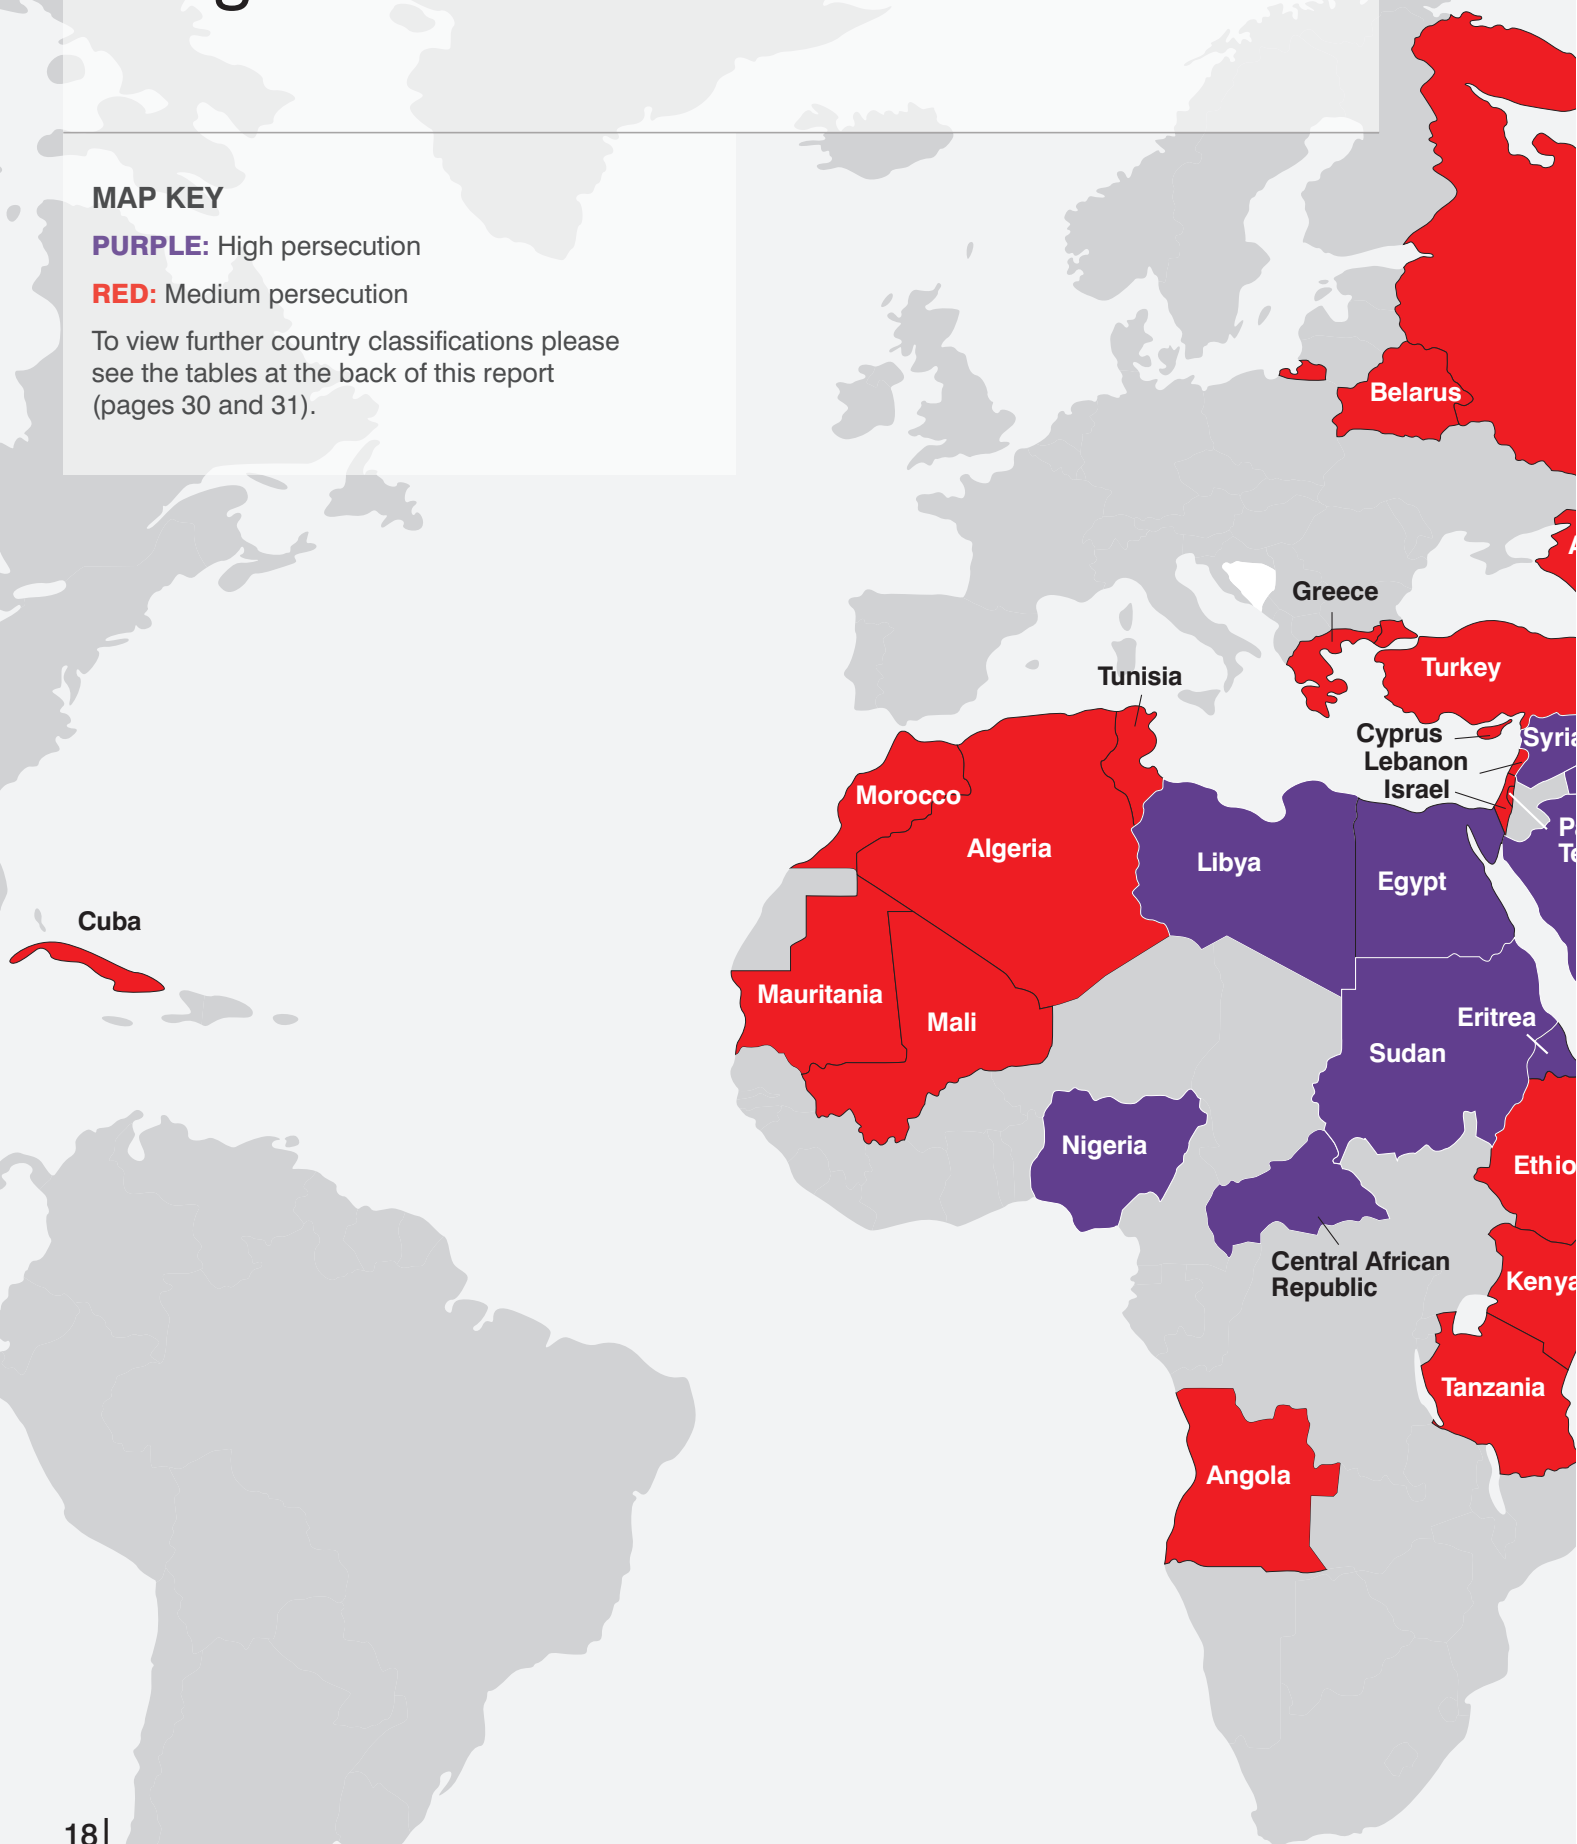 MAP KEY
PURPLE: High persecution
RED: Medium persecution
To view further country classifications please
see the tables at the back of this report
(pages 30 and 31).
Belarus
Greece
Turkey
Tunisia
Cyprus
Syria
Lebanon
Israel
Morocco
Algeria
Libya
Egypt
Cuba
Mauritania
Mali
Eritrea
Sudan
Nigeria
Ethio
Central African
Republic
Kenya
Tanzania
Angola
18|